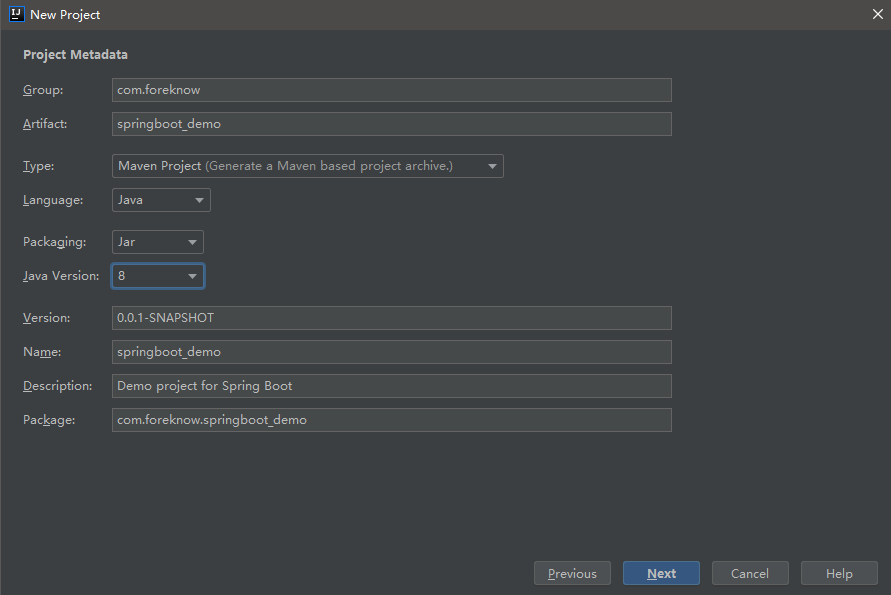 New Project
Project Metadata
Group: com.foreknow
Artifact: springboot_demo
Type: Maven Project (Generate a Maven based project archive.)
Language: Java
Packaging: Jar
Java Version: 8
Version: 0.0.1-SNAPSHOT
Name: springboot_demo
Description: Demo project for Spring Boot
Package: com.foreknow.springboot_demo
Previous Next Cancel Help